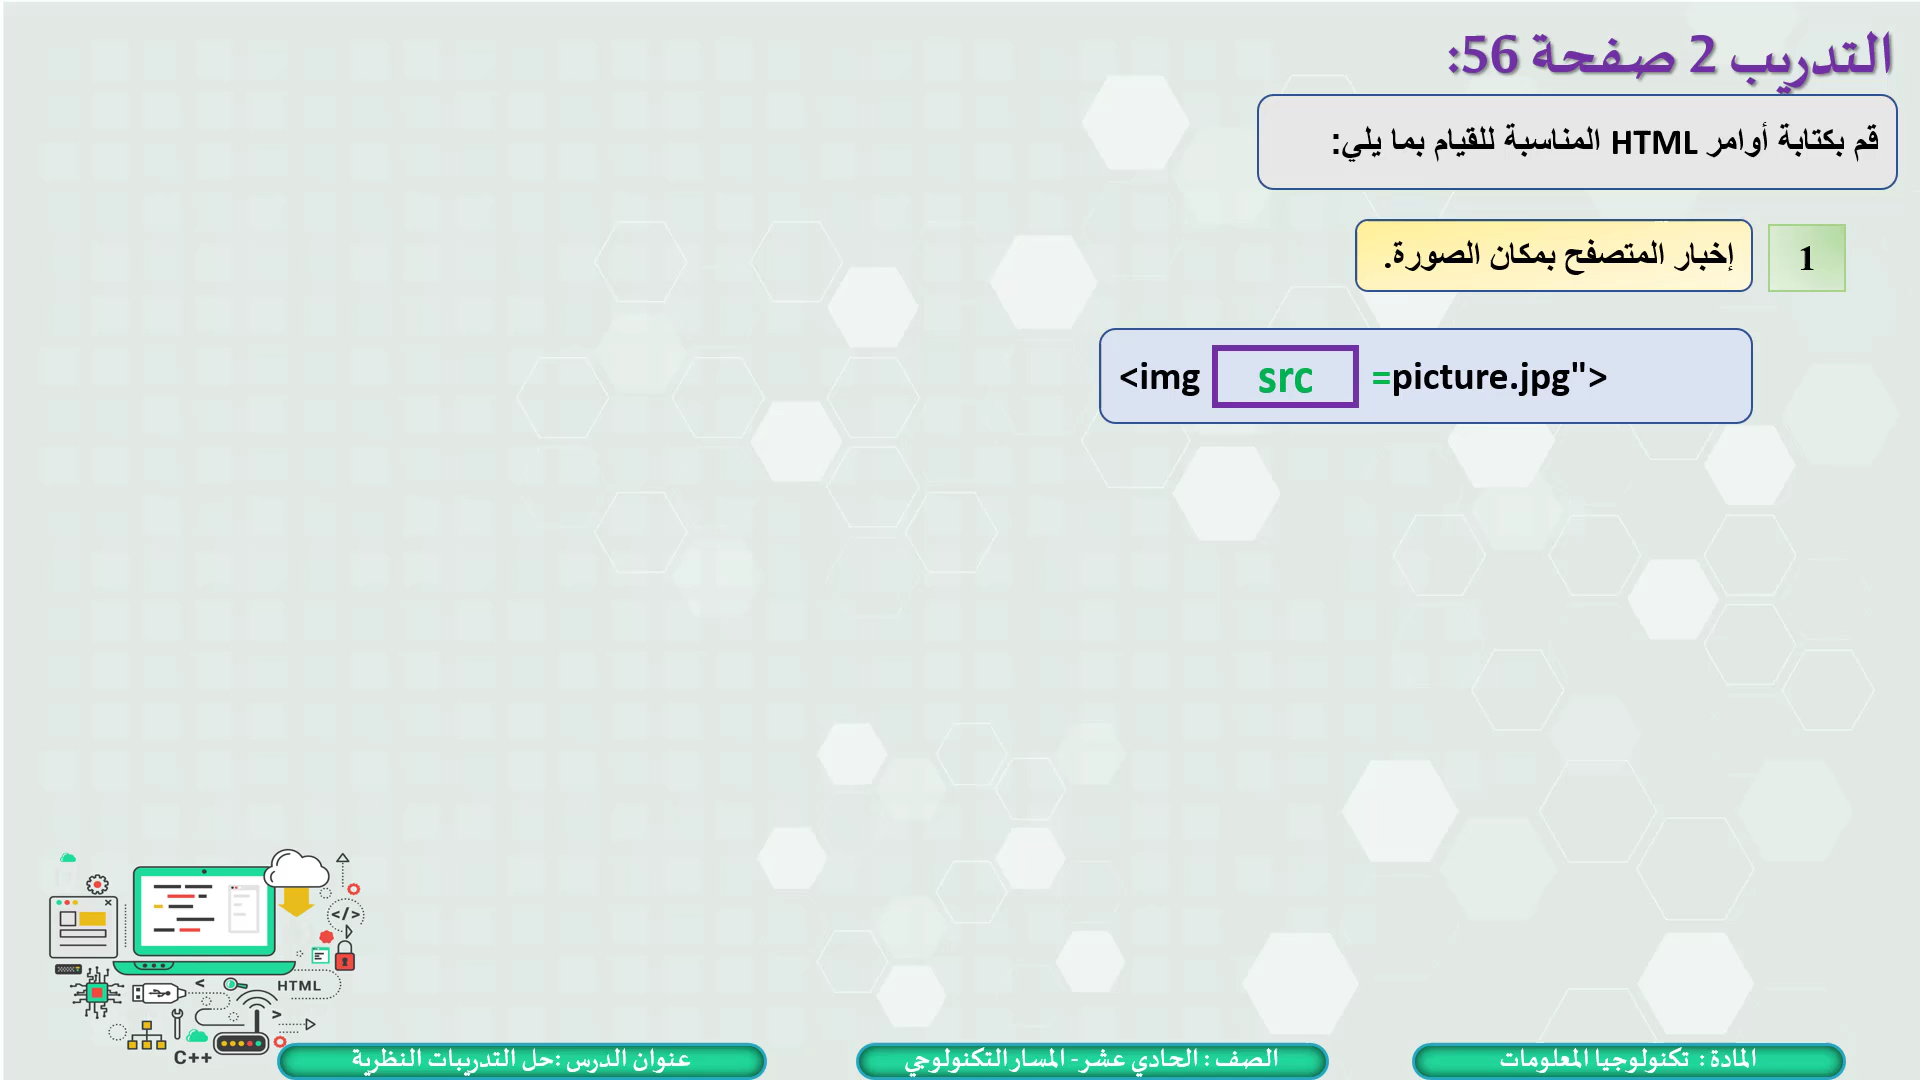 التدريب 2 صفحة 56:
قم بكتابة أوامر HTML المناسبة للقيام بما يلي:
1
إخبار المتصفح بمكان الصورة.
<img src =picture.jpg">
</>
HTML
C++
المادة : تكنولوجيا المعلومات
الصف : الحادي عشر- المسار التكنولوجي
عنوان الدرس :حل التدريبات النظرية